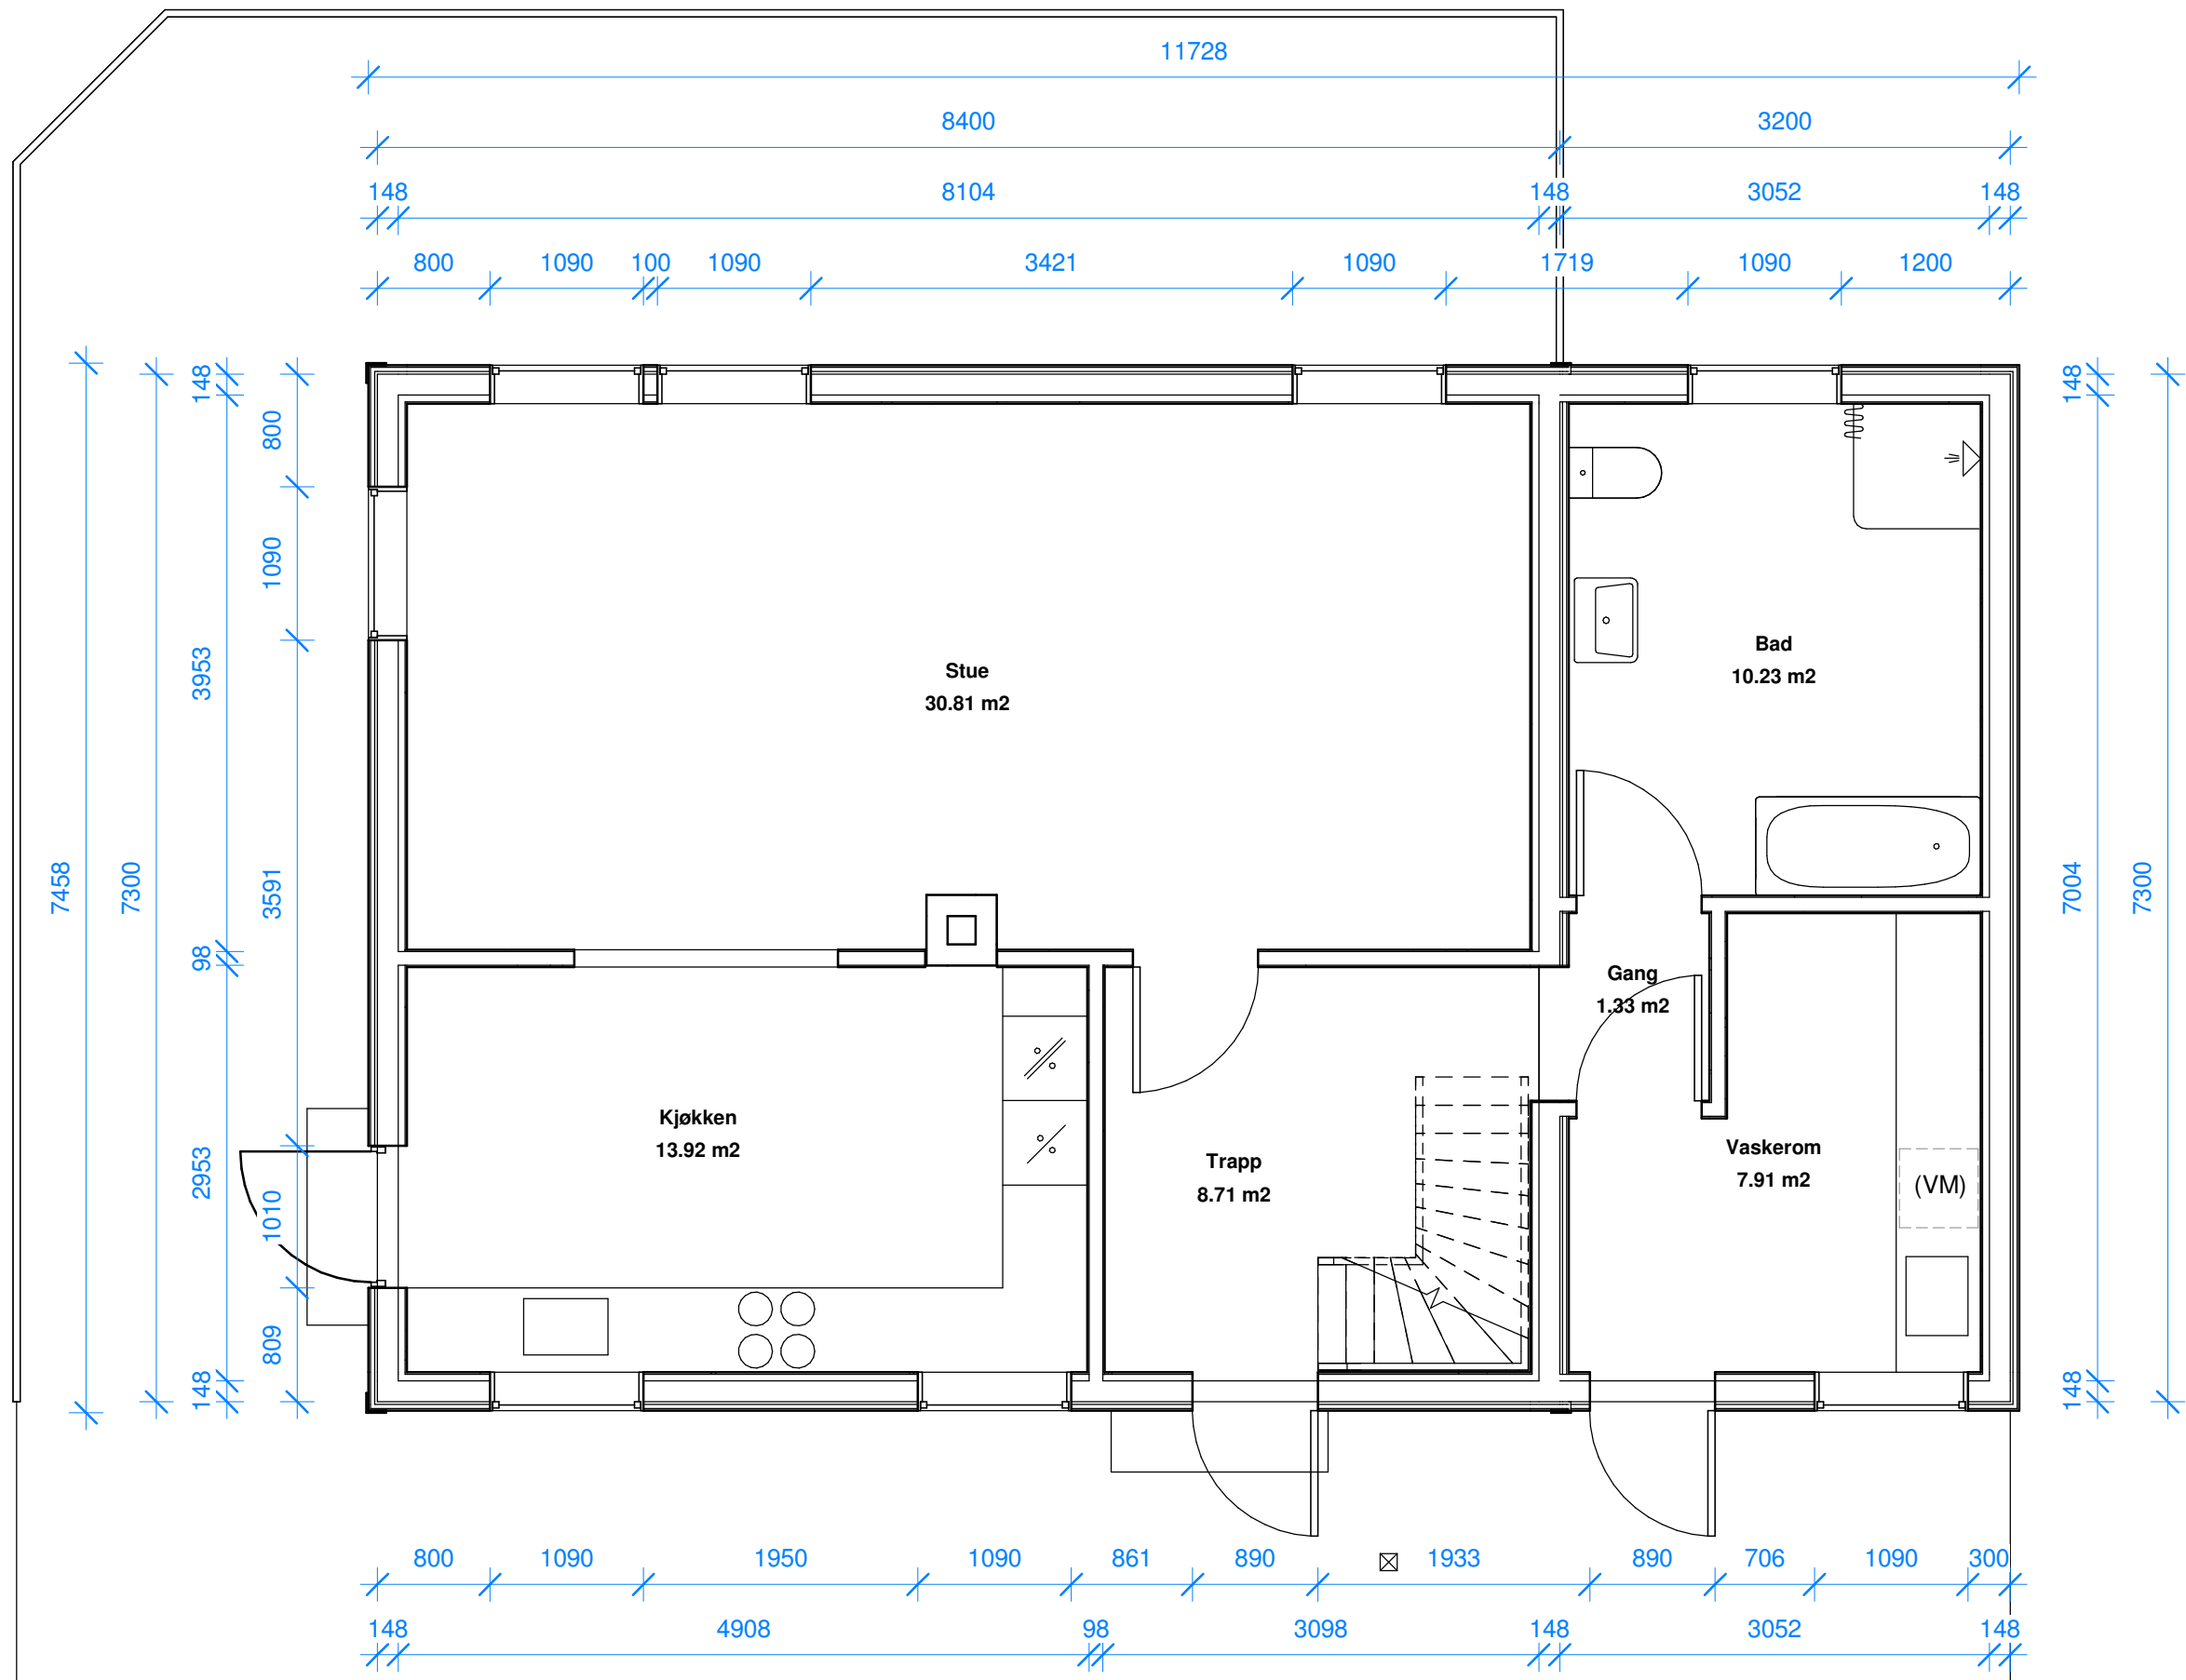 11728
8400 3200
148 8104 148 3052 148
800 1090 100 1090 3421 1090 1719 1090 1200
7458
7300
148
3953
98
2953
148
800
1090
3591
1010
809
148
7004
148
7300
Stue
30.81 m2
Bad
10.23 m2
Gang
1.33 m2
Kjøkken
13.92 m2
Trapp
8.71 m2
Vaskerom
7.91 m2
(VM)
800 1090 1950 1090 861 890 1933 890 706 1090 300
148 4908 98 3098 148 3052 148